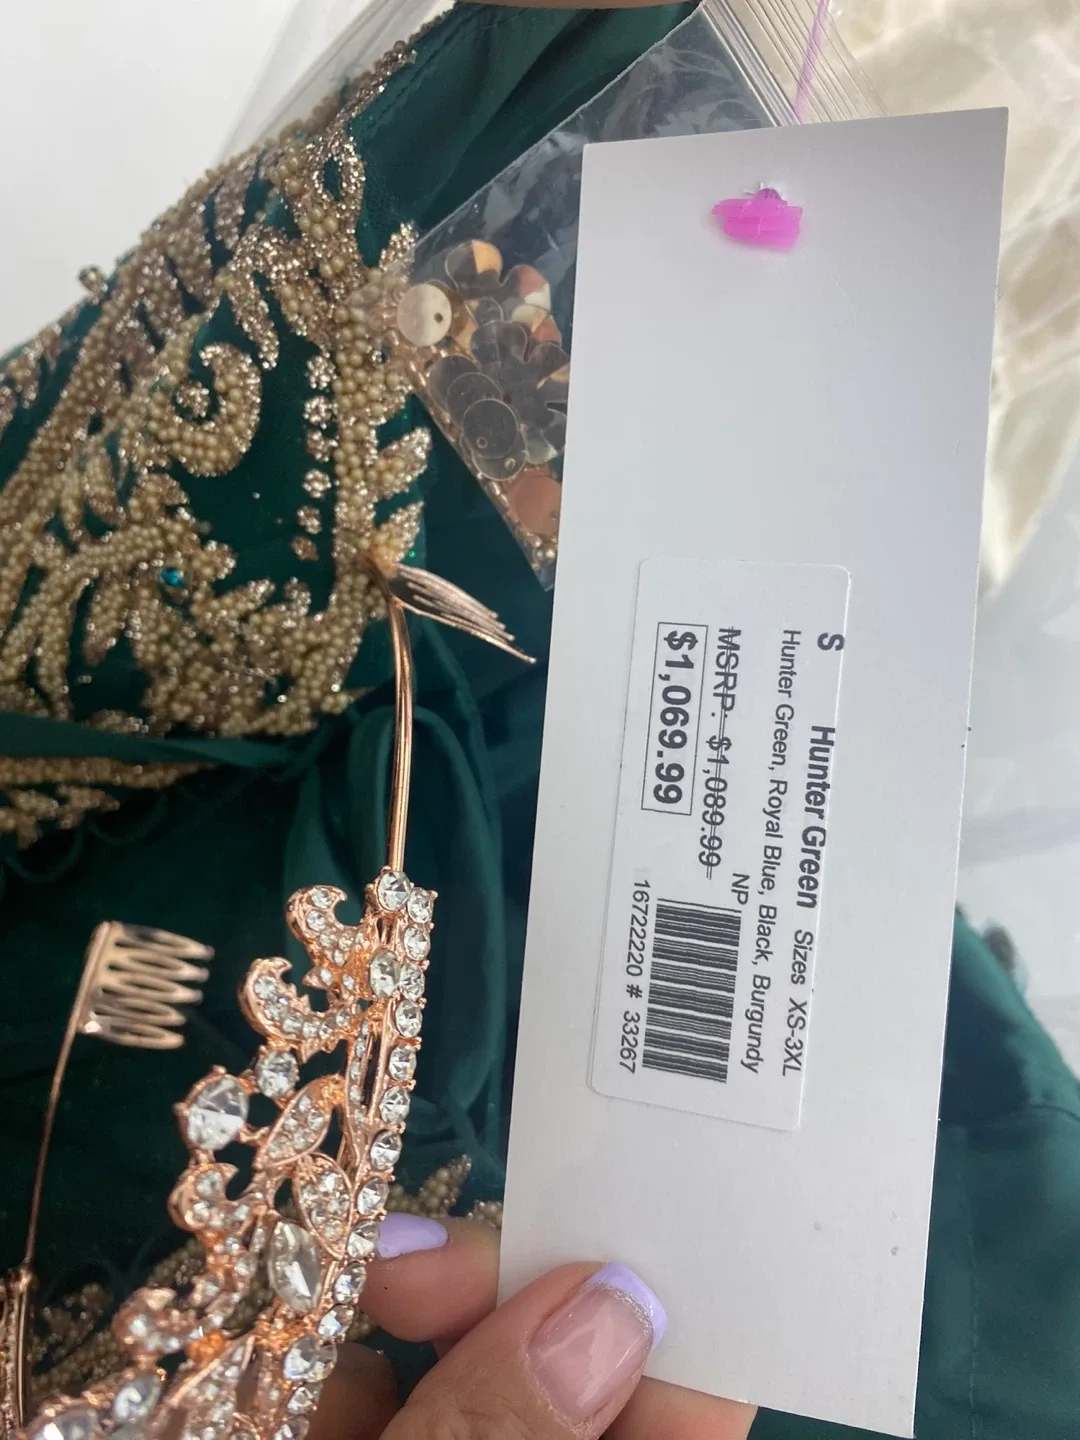 S Hunter Green Sizes XS-3XL
Hunter Green, Royal Blue, Black, Burgundy
MSRP: $1,089.99 NP
$1,069.99
16722220 # 33267